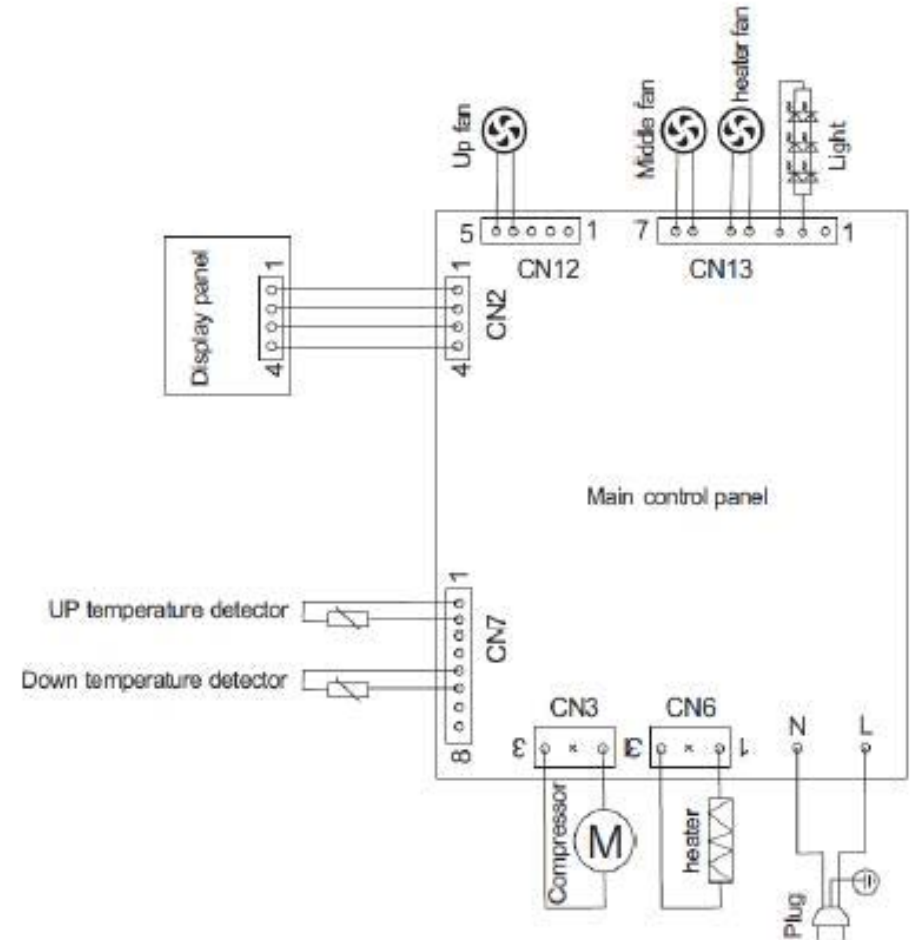 Up fan
Middle fan
heater fan
Light
5
1
7
1
CN12
CN13
Display panel
1
4
1
4
CN2
Main control panel
UP temperature detector
Down temperature detector
1
CN7
8
CN3
CN6
N
L
3
3
1
Compressor
M
heater
Plug